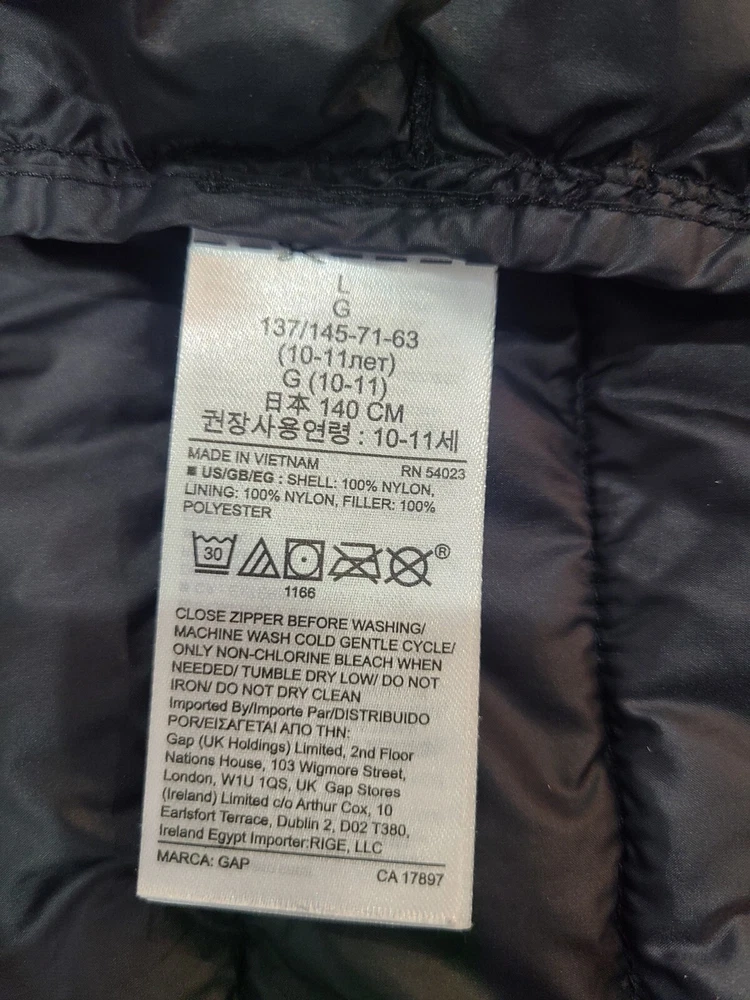 L
G
137/145-71-63
(10-11лет)
G (10-11)
日本 140 CM
권장사용연령 : 10-11세
MADE IN VIETNAM RN 54023
■ US/GB/EG : SHELL: 100% NYLON,
LINING: 100% NYLON, FILLER: 100%
POLYESTER
30 ®
1166
CLOSE ZIPPER BEFORE WASHING/
MACHINE WASH COLD GENTLE CYCLE/
ONLY NON-CHLORINE BLEACH WHEN
NEEDED/ TUMBLE DRY LOW/ DO NOT
IRON/ DO NOT DRY CLEAN
Imported By/Importe Par/DISTRIBUIDO
POR/ΕΙΣΑΓΕΤΑΙ ΑΠΟ ΤΗΝ:
Gap (UK Holdings) Limited, 2nd Floor
Nations House, 103 Wigmore Street,
London, W1U 1QS, UK Gap Stores
(Ireland) Limited c/o Arthur Cox, 10
Earlsfort Terrace, Dublin 2, D02 T380,
Ireland Egypt Importer:RIGE, LLC
MARCA: GAP CA 17897